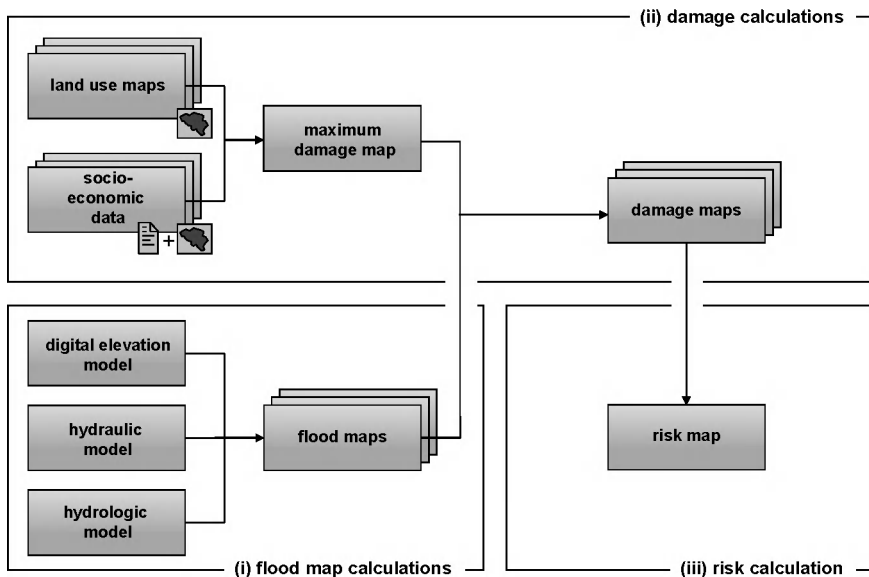 (ii) damage calculations
land use maps
maximum
damage map
socio-
economic
data
+
damage maps
digital elevation
model
hydraulic
model
flood maps
risk map
hydrologic
model
(i) flood map calculations
(iii) risk calculation